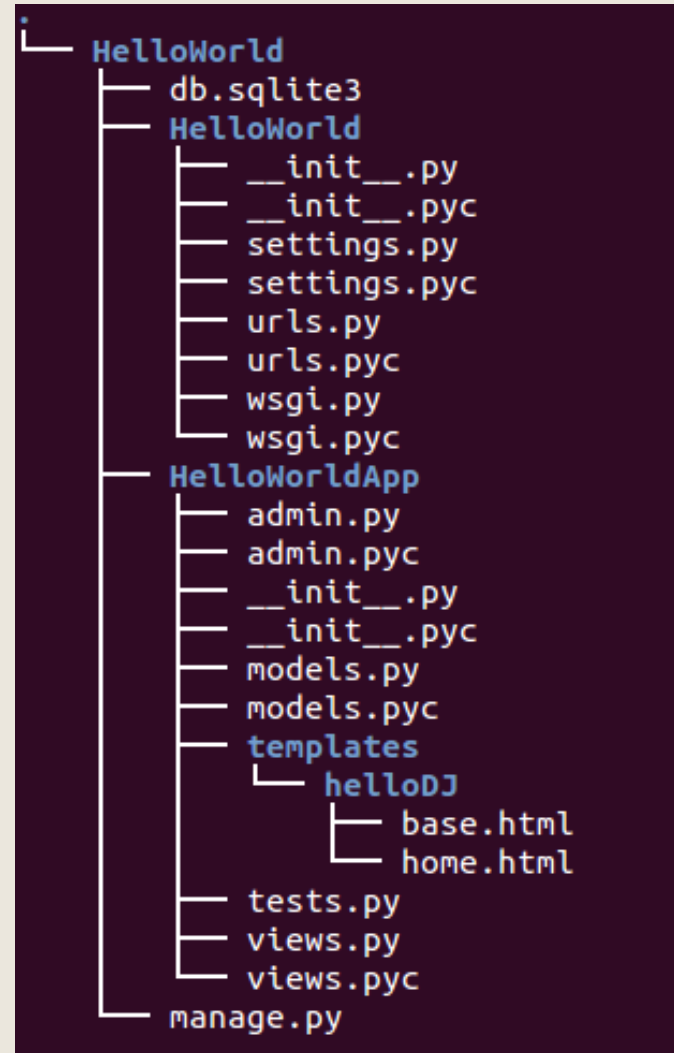 .
└── HelloWorld
    ├── db.sqlite3
    ├── HelloWorld
    │   ├── __init__.py
    │   ├── __init__.pyc
    │   ├── settings.py
    │   ├── settings.pyc
    │   ├── urls.py
    │   ├── urls.pyc
    │   ├── wsgi.py
    │   └── wsgi.pyc
    ├── HelloWorldApp
    │   ├── admin.py
    │   ├── admin.pyc
    │   ├── __init__.py
    │   ├── __init__.pyc
    │   ├── models.py
    │   ├── models.pyc
    │   ├── templates
    │   │   └── helloDJ
    │   │       ├── base.html
    │   │       └── home.html
    │   ├── tests.py
    │   ├── views.py
    │   └── views.pyc
    └── manage.py